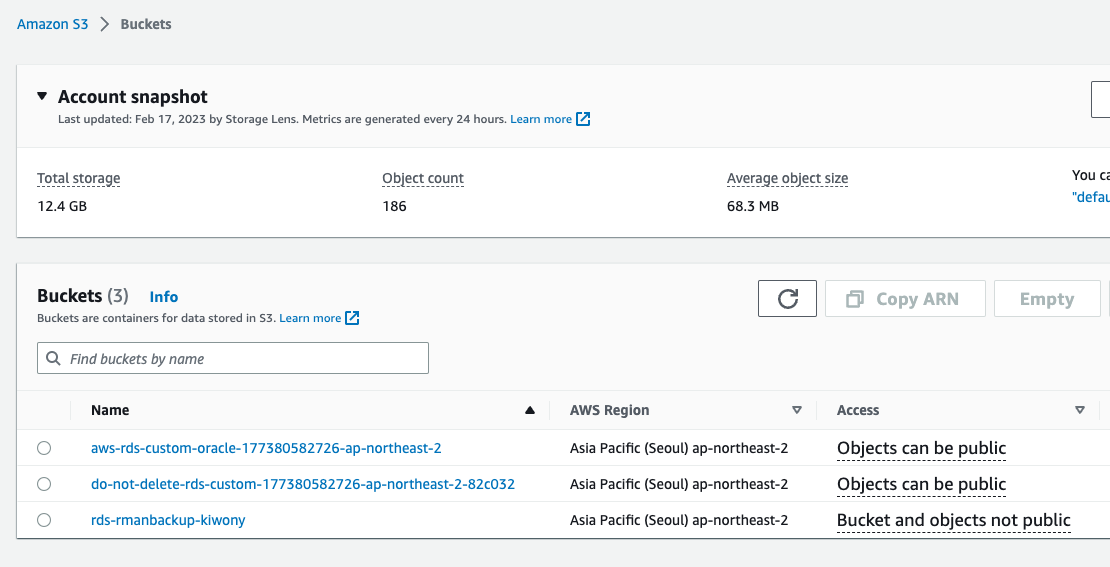 Amazon S3 > Buckets
Account snapshot
Last updated: Feb 17, 2023 by Storage Lens. Metrics are generated every 24 hours. Learn more
Total storage Object count Average object size You ca
12.4 GB 186 68.3 MB "defau
Buckets (3) Info
Buckets are containers for data stored in S3. Learn more
Copy ARN Empty
Find buckets by name
Name AWS Region Access
aws-rds-custom-oracle-177380582726-ap-northeast-2 Asia Pacific (Seoul) ap-northeast-2 Objects can be public
do-not-delete-rds-custom-177380582726-ap-northeast-2-82c032 Asia Pacific (Seoul) ap-northeast-2 Objects can be public
rds-rmanbackup-kiwony Asia Pacific (Seoul) ap-northeast-2 Bucket and objects not public